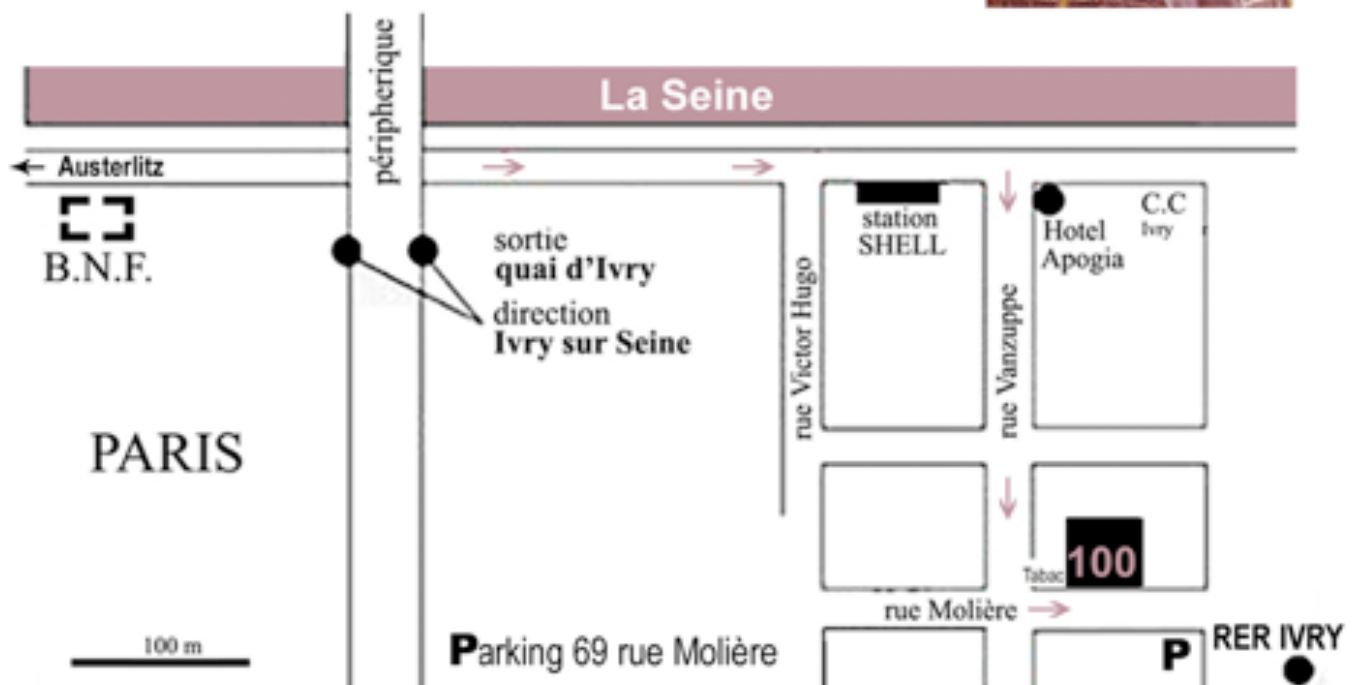 La Seine
péripherique
← Austerlitz
B.N.F.
sortie
quai d'Ivry
direction
Ivry sur Seine
station
SHELL
Hotel
Apogia
C.C
Ivry
rue Victor Hugo
rue Vanzuppe
PARIS
Tabac
100
rue Molière
100 m
Parking 69 rue Molière
P
RER IVRY